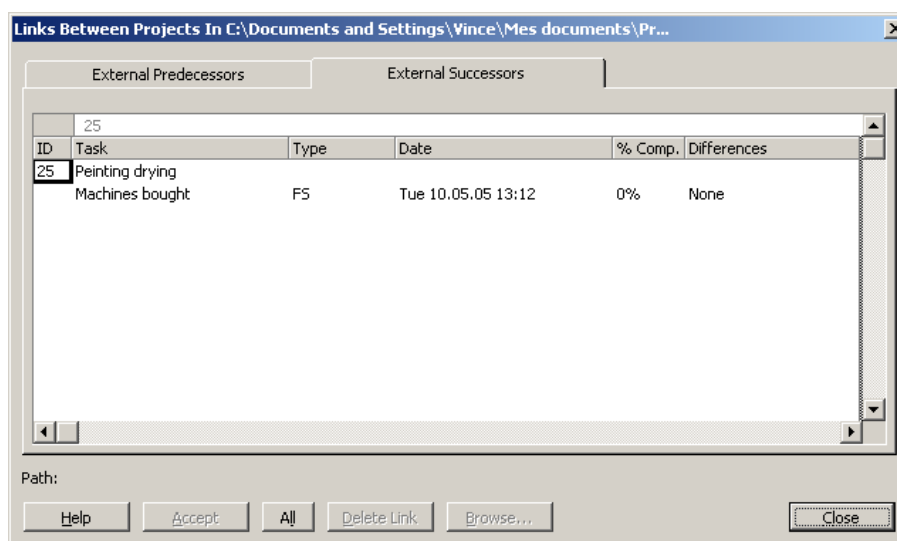 Links Between Projects In C:\Documents and Settings\Vince\Mes documents\Pr...
External Predecessors External Successors
25
ID Task Type Date % Comp. Differences
25 Peinting drying
Machines bought FS Tue 10.05.05 13:12 0% None
Path:
Help Accept All Delete Link Browse... Close